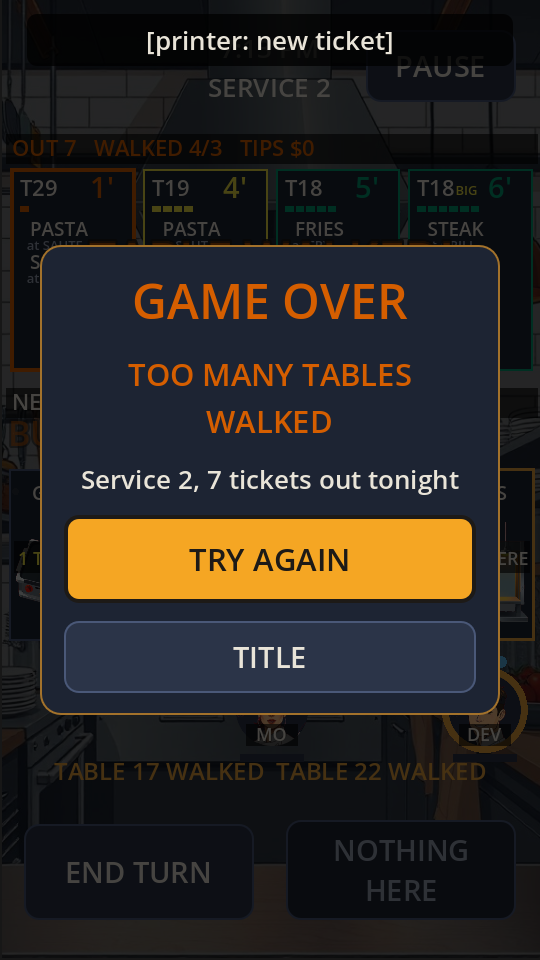 [printer: new ticket]
PAUSE
SERVICE 2
OUT 7 WALKED 4/3 TIPS $0
T29 1'
T19 4'
T18 5'
T18 BIG 6'
PASTA
PASTA
FRIES
STEAK
GAME OVER
TOO MANY TABLES
WALKED
Service 2, 7 tickets out tonight
TRY AGAIN
TITLE
MO
DEV
TABLE 17 WALKED TABLE 22 WALKED
END TURN
NOTHING
HERE